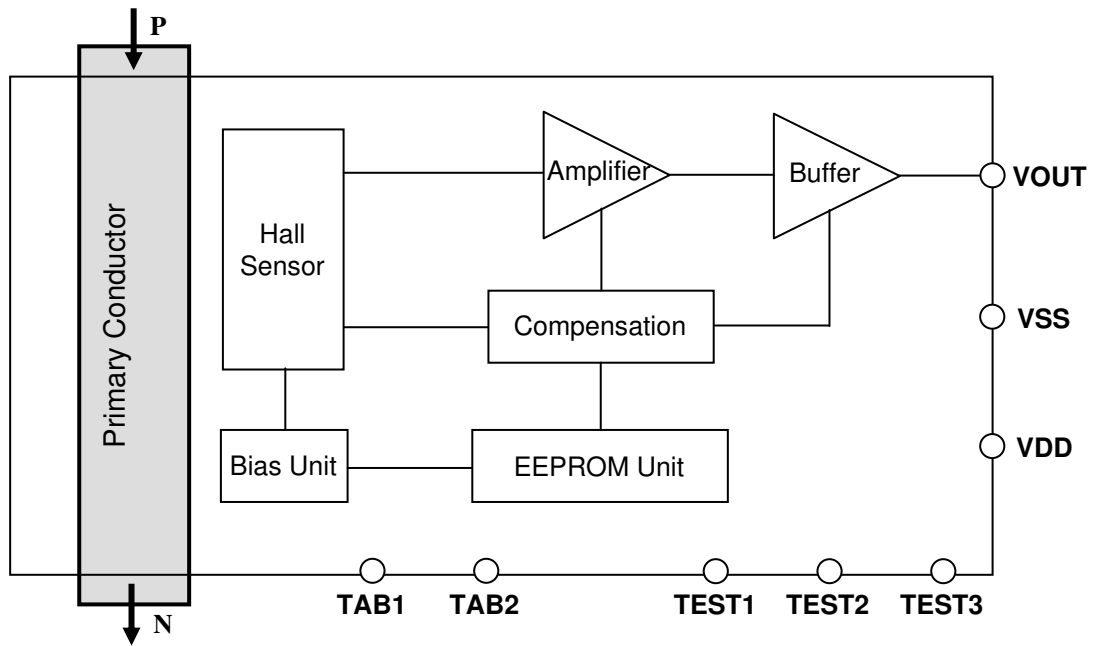 P
Primary Conductor
Hall
Sensor
Amplifier
Buffer
VOUT
Compensation
VSS
VDD
Bias Unit
EEPROM Unit
TAB1
TAB2
TEST1
TEST2
TEST3
N